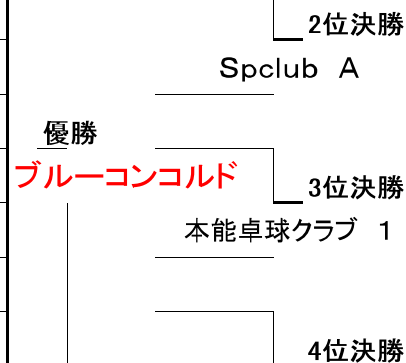 2位決勝
Spclub A
優勝
ブルーコンコルド
3位決勝
本能卓球クラブ 1
4位決勝